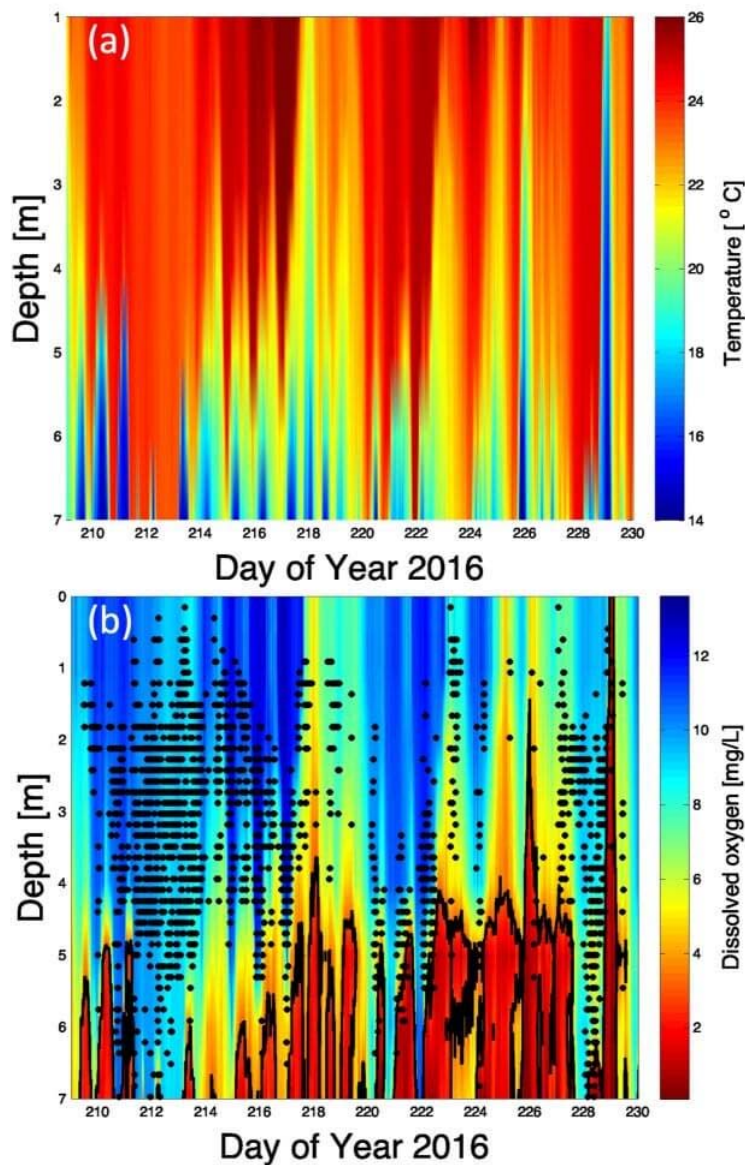 (a)
1
2
3
4
5
6
7
Depth [m]
210 212 214 216 218 220 222 224 226 228 230
Day of Year 2016
26
24
22
20
18
16
14
Temperature [ ° C]
(b)
0
1
2
3
4
5
6
7
Depth [m]
210 212 214 216 218 220 222 224 226 228 230
Day of Year 2016
12
10
8
6
4
2
Dissolved oxygen [mg/L]